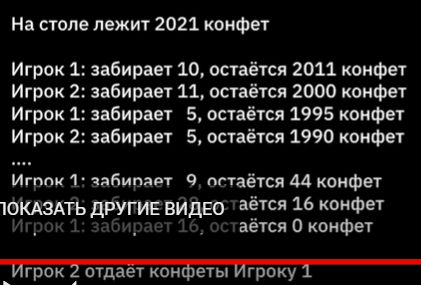 На столе лежит 2021 конфет
Игрок 1: забирает 10, остаётся 2011 конфет
Игрок 2: забирает 11, остаётся 2000 конфет
Игрок 1: забирает 5, остаётся 1995 конфет
Игрок 2: забирает 5, остаётся 1990 конфет
....
Игрок 1: забирает 9, остаётся 44 конфет
ПОКАЗАТЬ ДРУГИЕ ВИДЕО
28, остаётся 16 конфет
Игрок 1: забирает 16, остаётся 0 конфет
Игрок 2 отдаёт конфеты Игроку 1